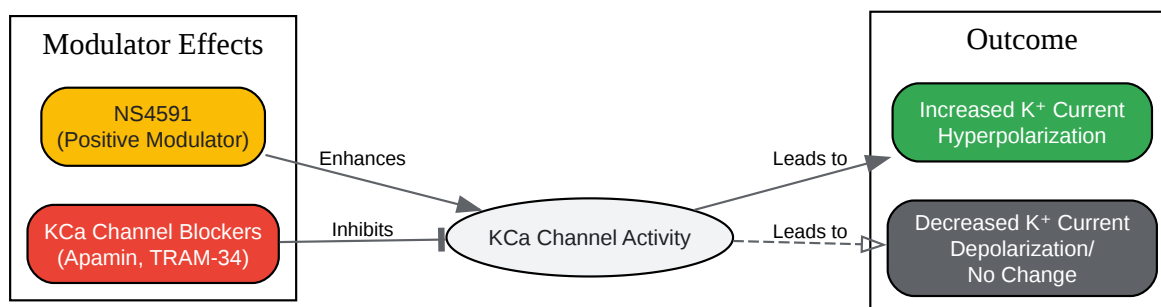 Modulator Effects
NS4591
(Positive Modulator)
KCa Channel Blockers
(Apamin, TRAM-34)
Enhances
Inhibits
KCa Channel Activity
Leads to
Leads to
Outcome
Increased K⁺ Current
Hyperpolarization
Decreased K⁺ Current
Depolarization/
No Change